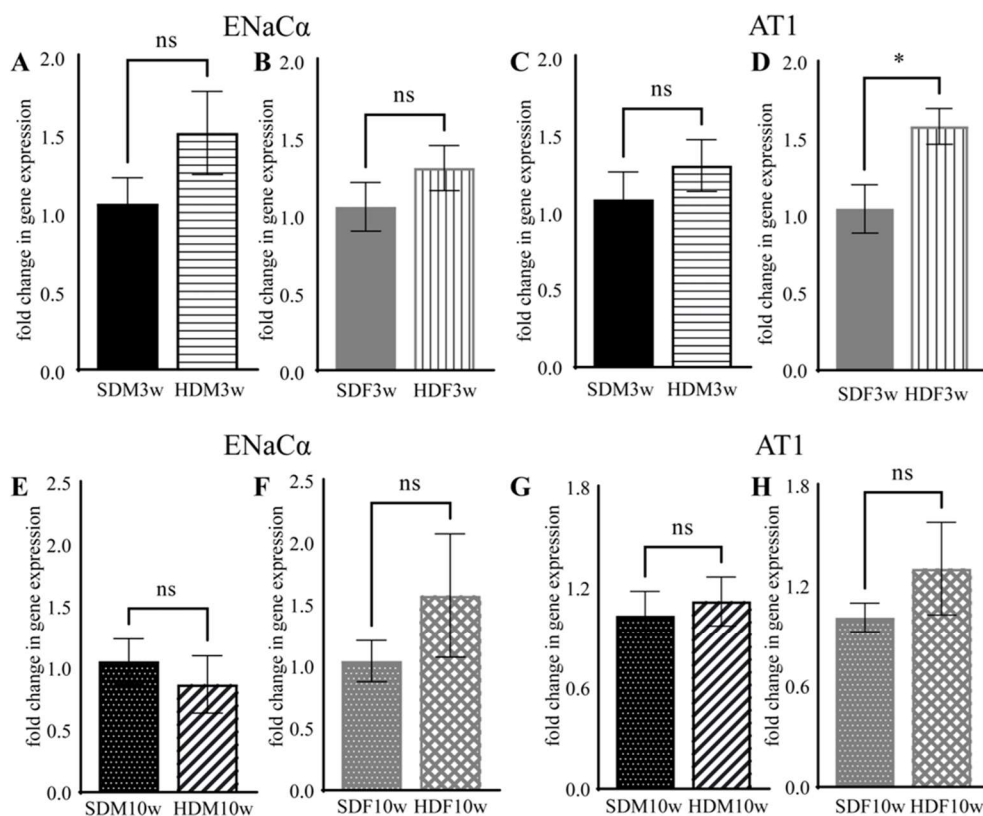 ENaCα AT1
A ns B ns C ns D *
fold change in gene expression
2.0
1.5
1.0
0.5
0.0
SDM3w HDM3w
fold change in gene expression
2.0
1.5
1.0
0.5
0.0
SDF3w HDF3w
fold change in gene expression
2.0
1.5
1.0
0.5
0.0
SDM3w HDM3w
fold change in gene expression
2.0
1.5
1.0
0.5
0.0
SDF3w HDF3w
ENaCα AT1
E ns F ns G ns H ns
fold change in gene expression
2.5
2.0
1.5
1.0
0.5
0.0
SDM10w HDM10w
fold change in gene expression
2.5
2.0
1.5
1.0
0.5
0.0
SDF10w HDF10w
fold change in gene expression
1.8
1.2
0.6
0.0
SDM10w HDM10w
fold change in gene expression
1.8
1.2
0.6
0.0
SDF10w HDF10w